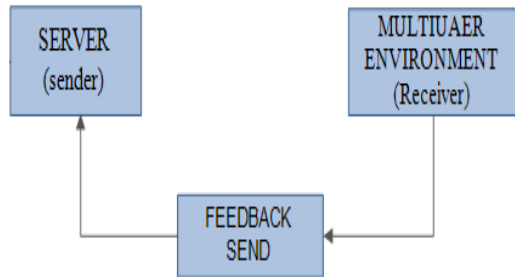 SERVER
(sender)
MULTIUAER
ENVIRONMENT
(Receiver)
FEEDBACK
SEND